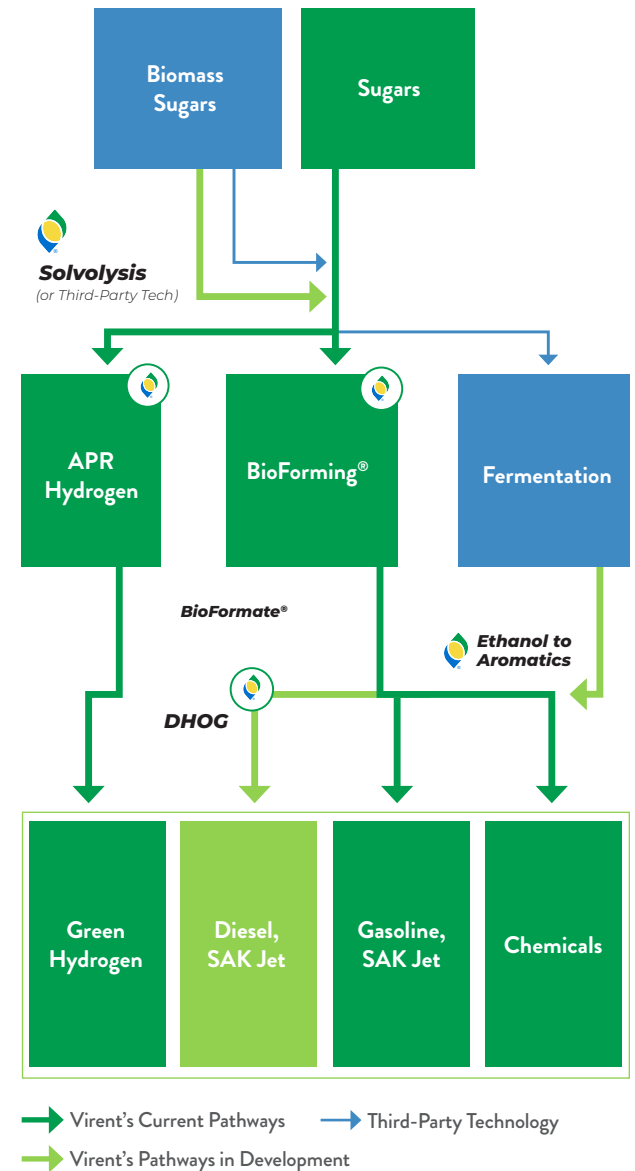 Biomass
Sugars
Sugars
Solvolysis
(or Third-Party Tech)
APR
Hydrogen
BioForming®
Fermentation
BioFormate®
Ethanol to
Aromatics
DHOG
Green
Hydrogen
Diesel,
SAK Jet
Gasoline,
SAK Jet
Chemicals
Virent's Current Pathways
Third-Party Technology
Virent's Pathways in Development